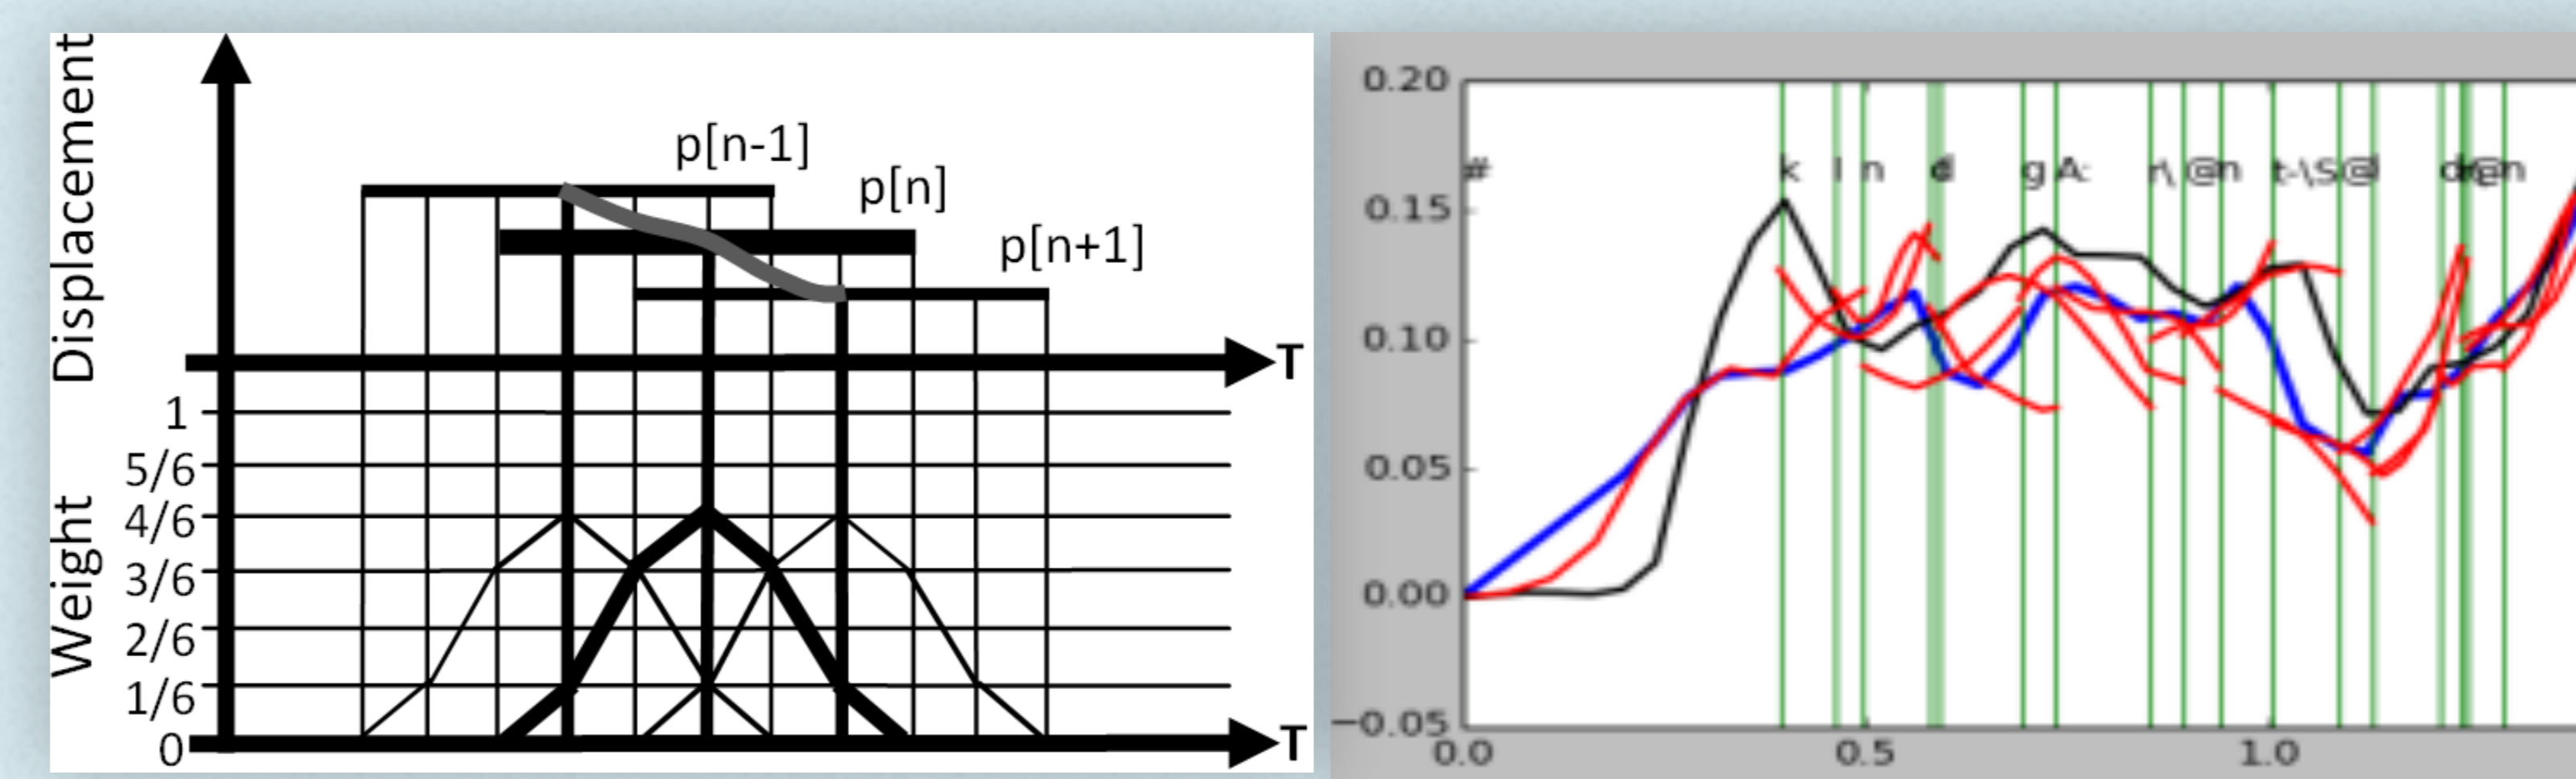 Displacement
p[n-1]
p[n]
p[n+1]
T
1
5/6
4/6
3/6
2/6
1/6
0
Weight
T
0.20
0.15
0.10
0.05
0.00
−0.05
# k I n g A: r\ @n t-\S@l @n
0.0 0.5 1.0